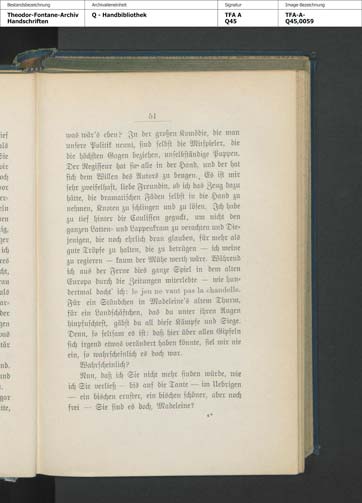 Bestandsbezeichnung
Theodor-Fontane-Archiv
Handschriften
Archivalieneinheit
Q - Handbibliothek
Signatur
TFA A
Q45
Image-Bezeichnung
TFA-A-
Q45,0059
51
was wär's eben? In der großen Komödie, die man
unsere Politik nennt, sind selbst die Mitspieler, die
die höchsten Gagen beziehen, unselbständige Puppen.
Der Regisseur hat sie alle in der Hand, und der hat
sich dem Willen des Autors zu beugen. Es ist mir
sehr zweifelhaft, liebe Freundin, ob ich das Zeug dazu
hätte, die dramatischen Fäden selbst in die Hand zu
nehmen, Knoten zu schlingen und zu lösen. Ich habe
zu tief hinter die Coulissen geguckt, um nicht den
ganzen Latten- und Lappenkram zu verachten und Die-
jenigen, die noch ehrlich dran glauben, für mehr als
gute Tröpfe zu halten, die zu betrügen — ich meine
zu regieren — kaum der Mühe werth wäre. Während
ich aus der Ferne dies ganze Spiel in dem alten
Europa durch die Zeitungen miterlebte — wie hun-
dertmal dacht' ich: le jeu ne vaut pas la chandelle.
Für ein Stündchen in Madeleine's altem Thurm,
für ein Landschäftchen, das du unter ihren Augen
hinpfuschtest, gäbst du all diese Kämpfe und Siege.
Denn, so seltsam es ist: daß hier über allen Gipfeln
sich irgend etwas verändert haben könnte, fiel mir nie
ein, so wahrscheinlich es doch war.
Wahrscheinlich?
Nun, daß ich Sie nicht mehr finden würde, wie
ich Sie verließ — bis auf die Tante — im Uebrigen
— ein bischen ernster, ein bischen schöner, aber noch
frei — Sie sind es doch, Madeleine?
4*